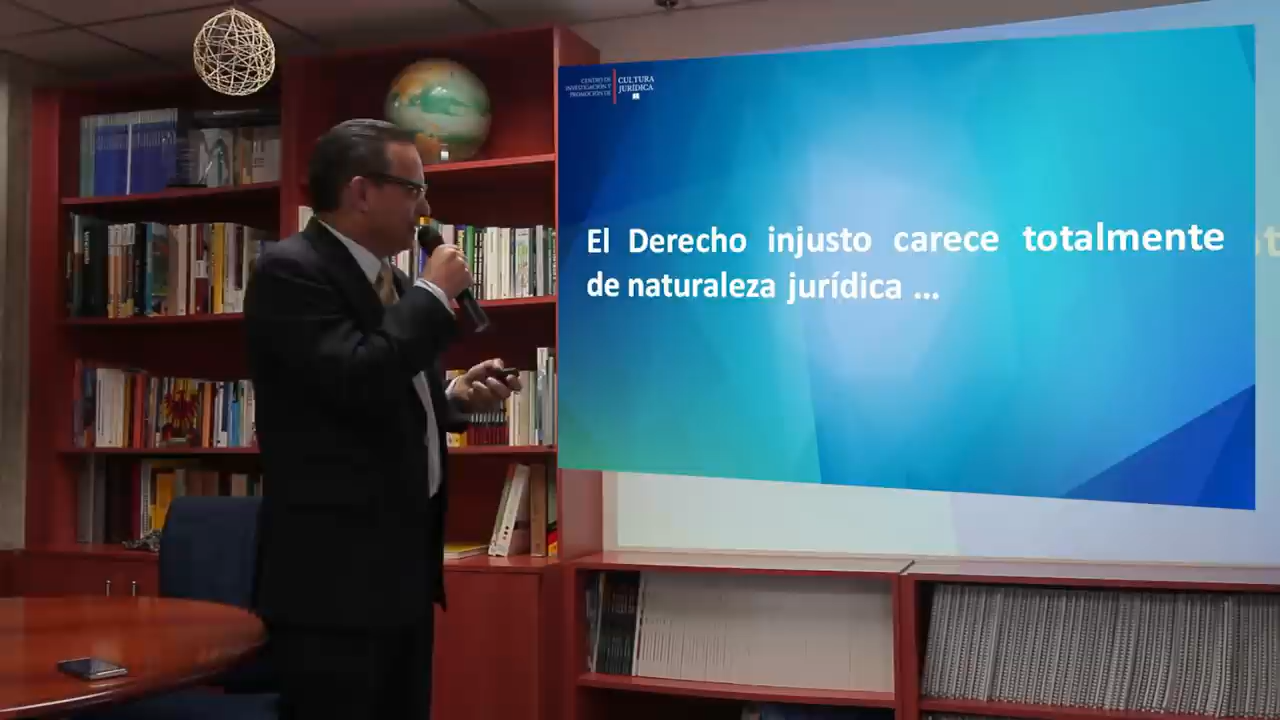 CENTRO DE
INVESTIGACIÓN Y
PROMOCIÓN DE
CULTURA
JURÍDICA
El Derecho injusto carece totalmente
de naturaleza jurídica ...